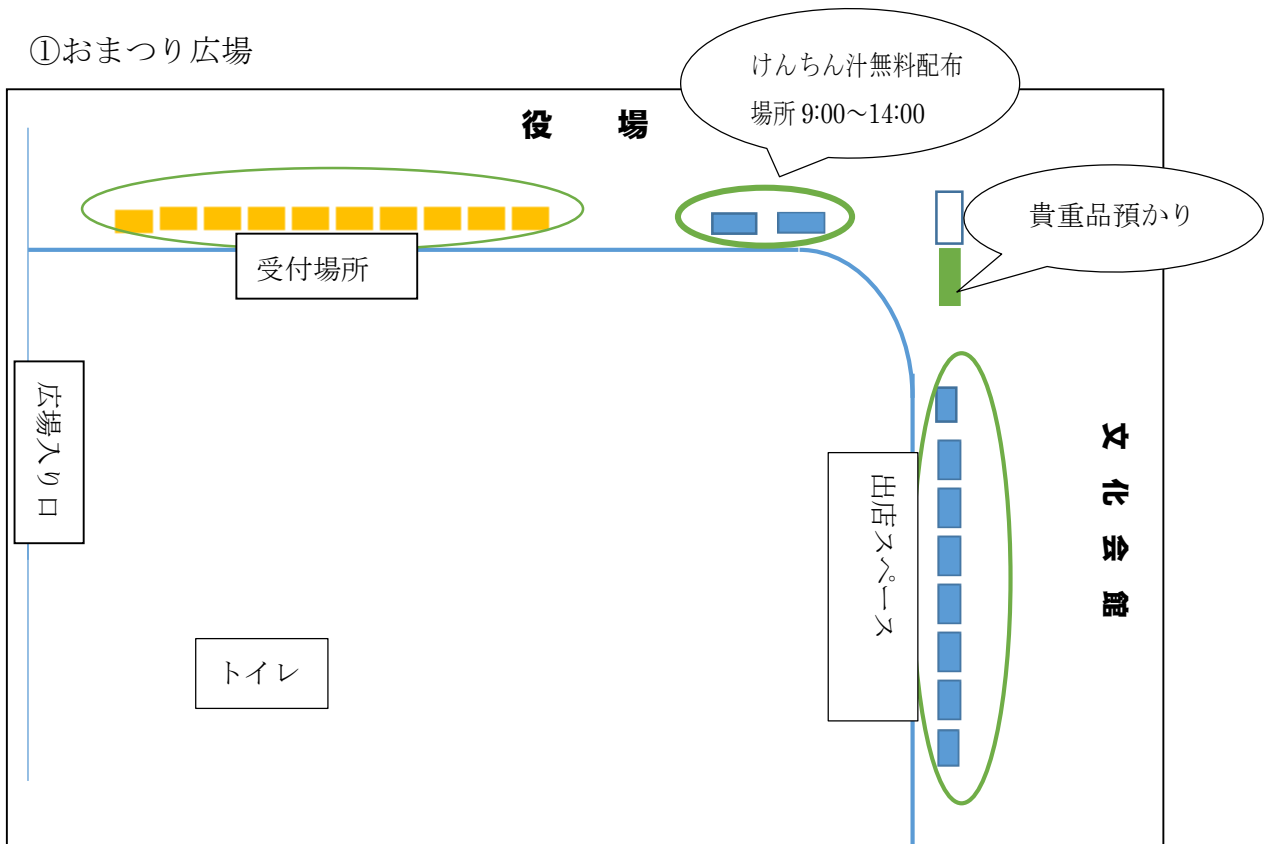 ①おまつり広場
けんちん汁無料配布
場所 9:00～14:00
役場
貴重品預かり
受付場所
広場入り口
文化会館
出店スペース
トイレ